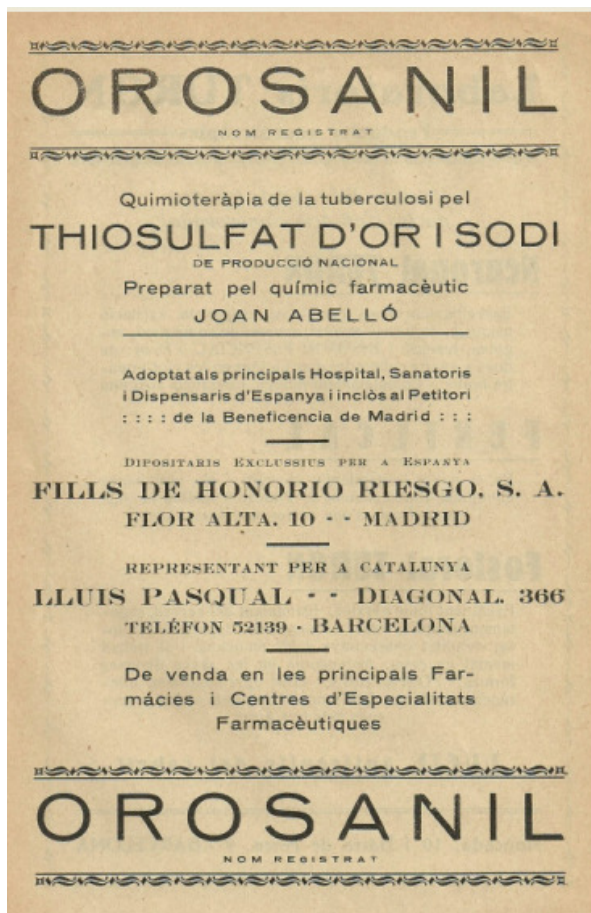 OROSANIL
NOM REGISTRAT
Quimioteràpia de la tuberculosi pel
THIOSULFAT D'OR I SODI
DE PRODUCCIÓ NACIONAL
Preparat pel químic farmacèutic
JOAN ABELLÓ
Adoptat als principals Hospital, Sanatoris
i Dispensaris d'Espanya i inclòs al Petitori
: : : : de la Beneficencia de Madrid : : :
DIPOSITARIS EXCLUSSIUS PER A ESPANYA
FILLS DE HONORIO RIESGO, S. A.
FLOR ALTA. 10 - - MADRID
REPRESENTANT PER A CATALUNYA
LLUIS PASQUAL - - DIAGONAL. 366
TELÉFON 52139 - BARCELONA
De venda en les principals Far-
mácies i Centres d'Especialitats
Farmacèutiques
OROSANIL
NOM REGISTRAT